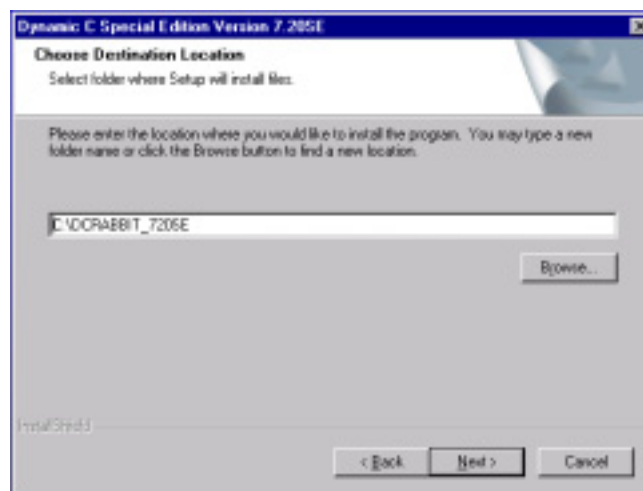 Dynamic C Special Edition Version 7.20SE
Choose Destination Location
Select folder where Setup will install files.
Please enter the location where you would like to install the program. You may type a new
folder name or click the Browse button to find a new location.
C:\DCRABBIT_720SE
Browse...
InstallShield
< Back
Next >
Cancel